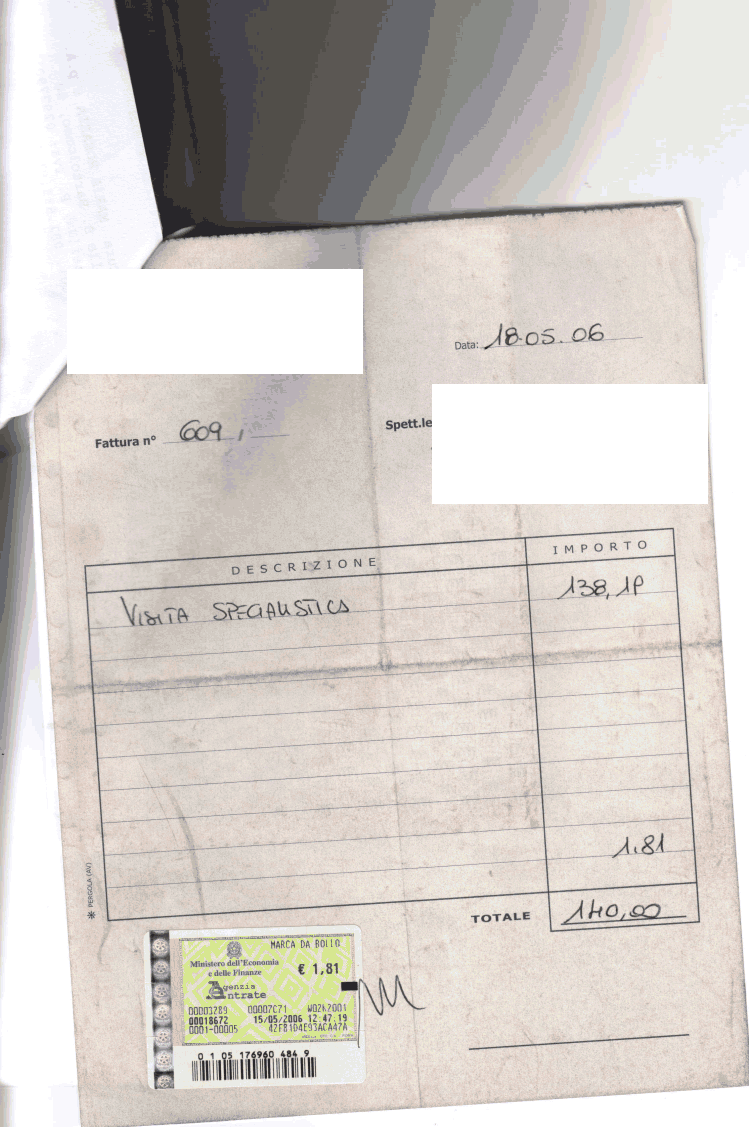 Data: 18.05.06
Fattura n° 609,
Spett.le
DESCRIZIONE IMPORTO
VISITA SPECIALISTICA 138,19
1.81
TOTALE 140,00
PERGOLA (AV)
MARCA DA BOLLO
Ministero dell'Economia
e delle Finanze
€ 1,81
Agenzia
Entrate
00003289 00007C71 W02K2001
00018672 15/05/2006 12.47.19
0001-00005 42F81D4E93ACA47A
0 1 05 176960 484 9